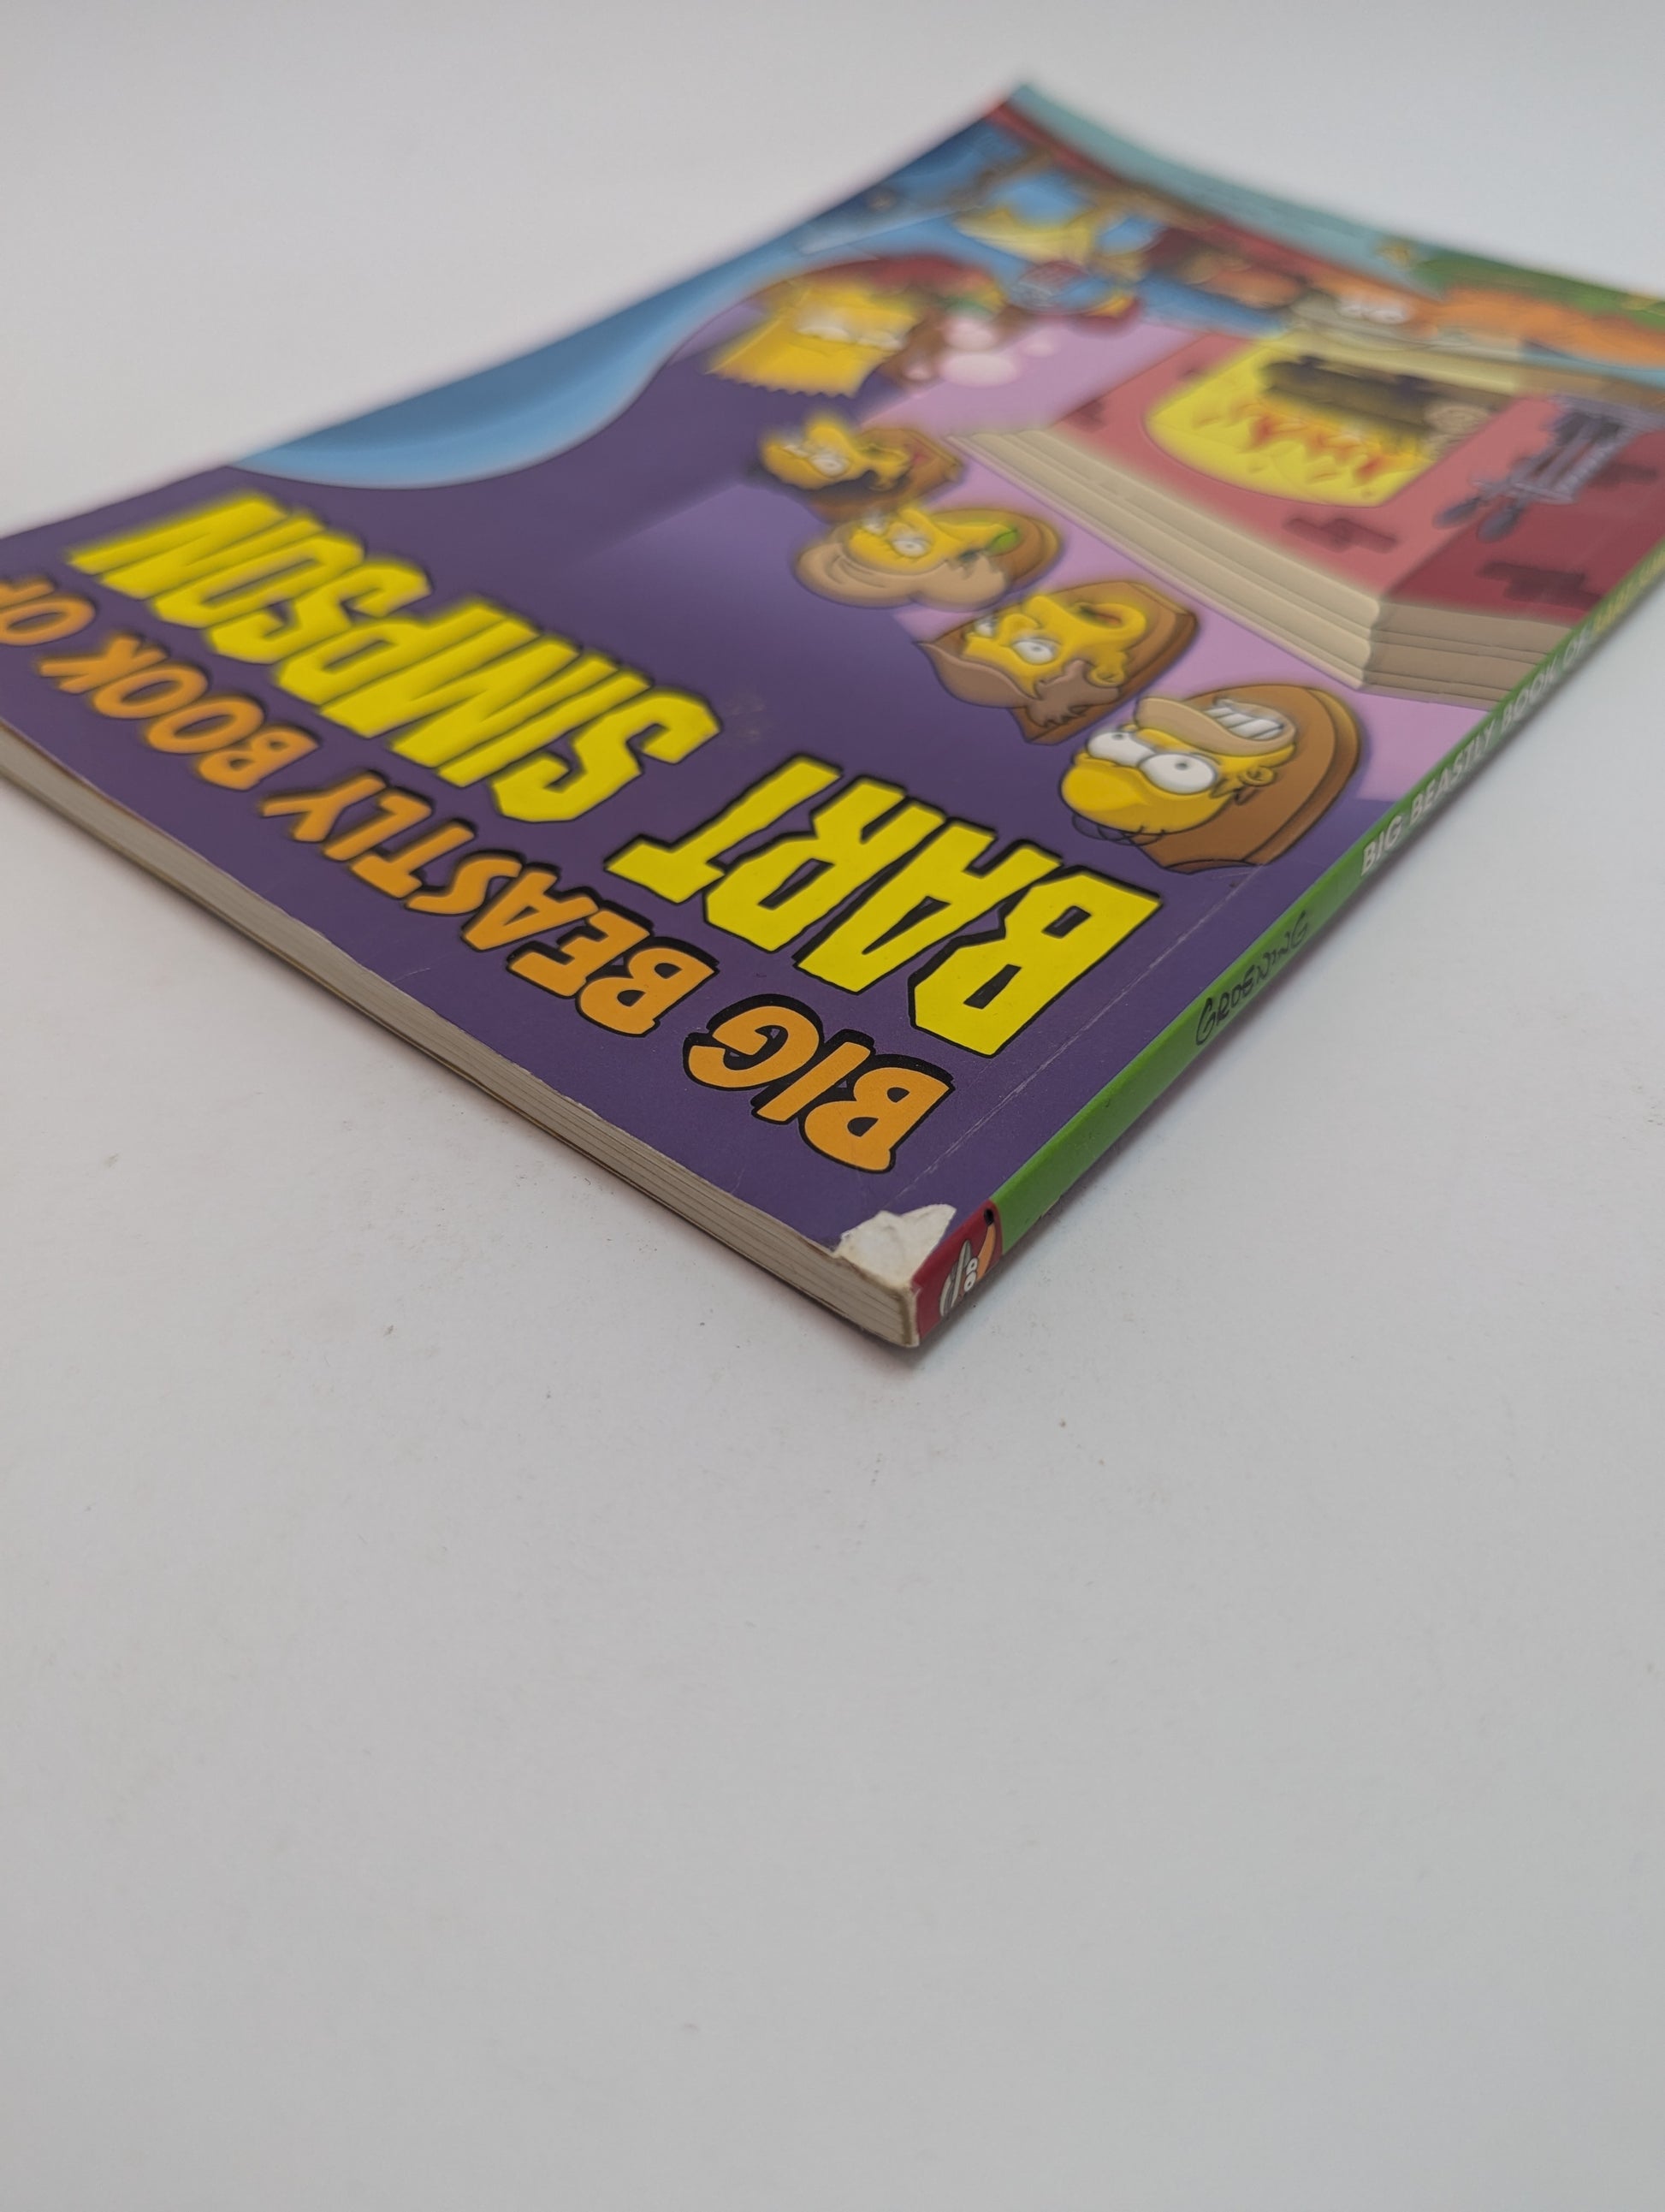 BIG BEASTLY BOOK OF
BART SIMPSON
GROENING
BIG BEASTLY BOOK OF